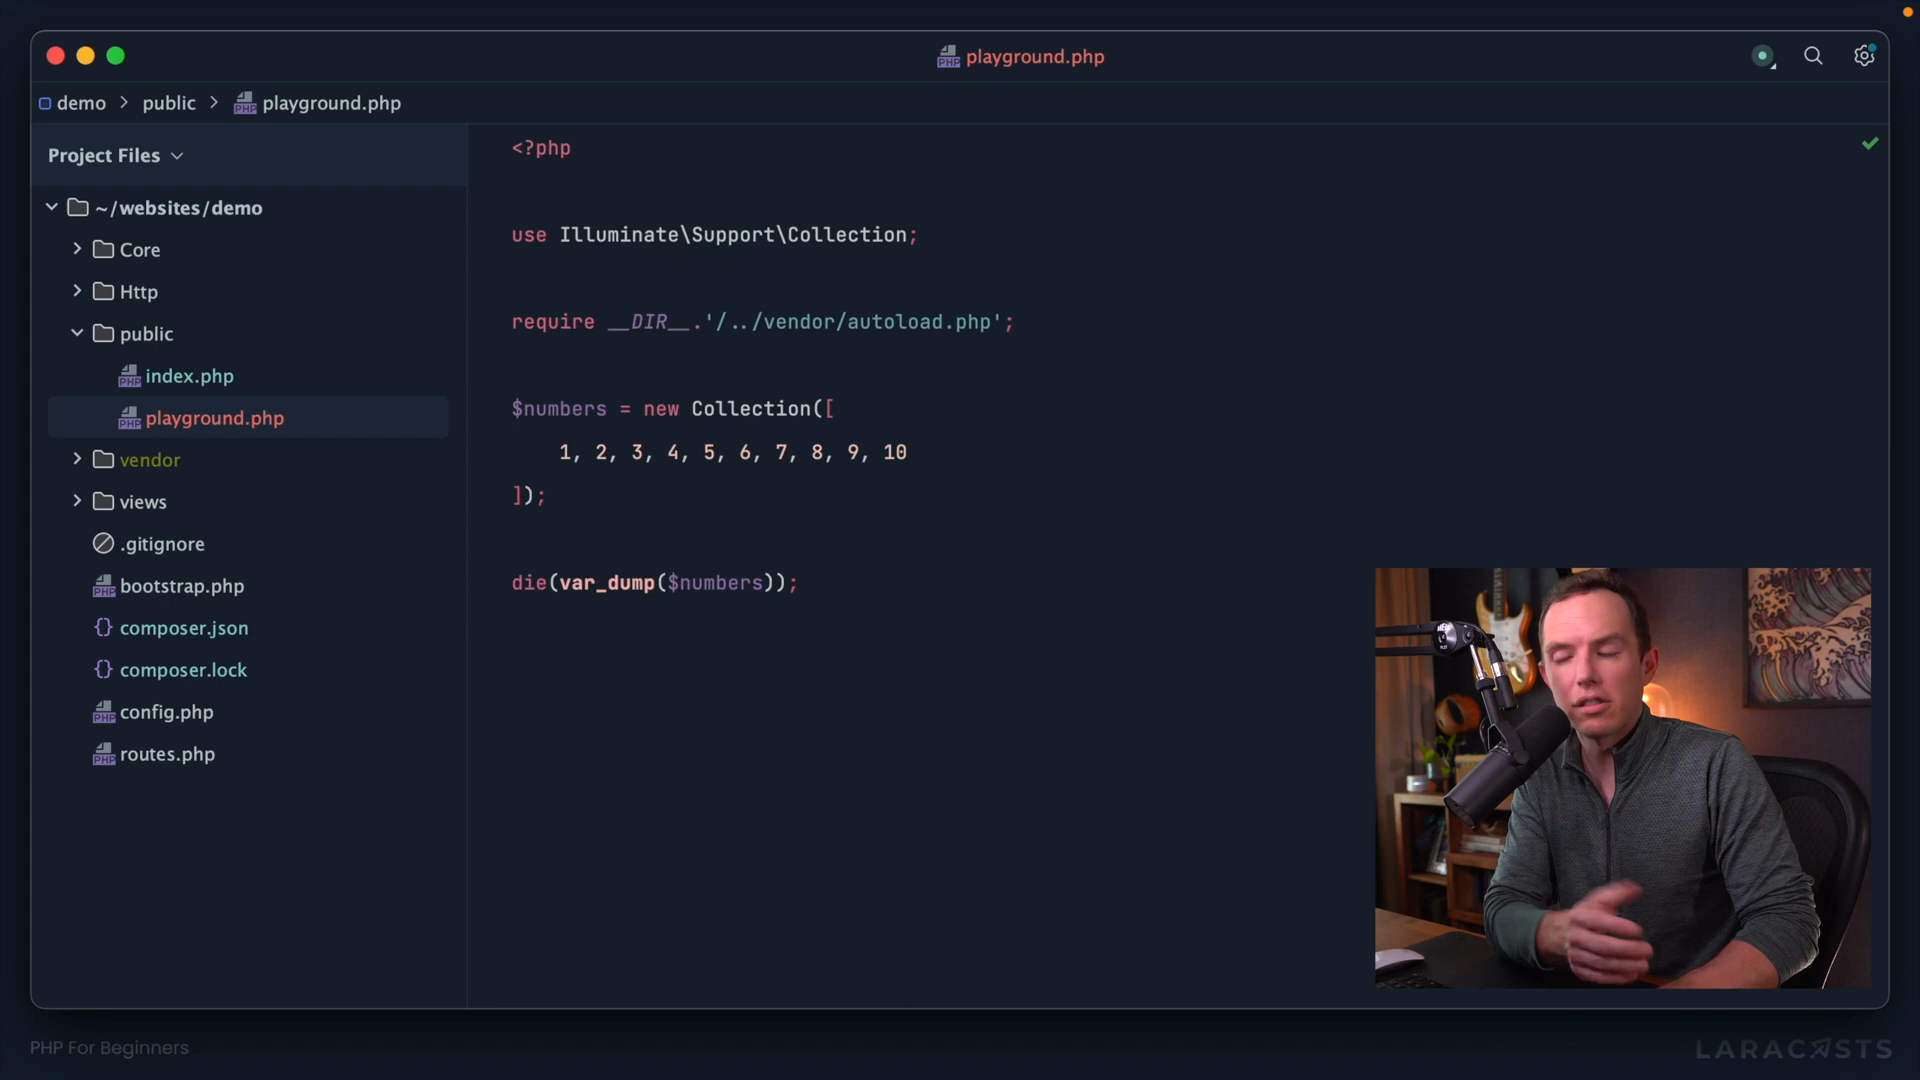 playground.php
demo > public > playground.php
Project Files
~/websites/demo
Core
Http
public
index.php
playground.php
vendor
views
.gitignore
bootstrap.php
composer.json
composer.lock
config.php
routes.php
<?php
use Illuminate\Support\Collection;
require __DIR__.'/../vendor/autoload.php';
$numbers = new Collection([
1, 2, 3, 4, 5, 6, 7, 8, 9, 10
]);
die(var_dump($numbers));
PHP For Beginners
LARACASTS